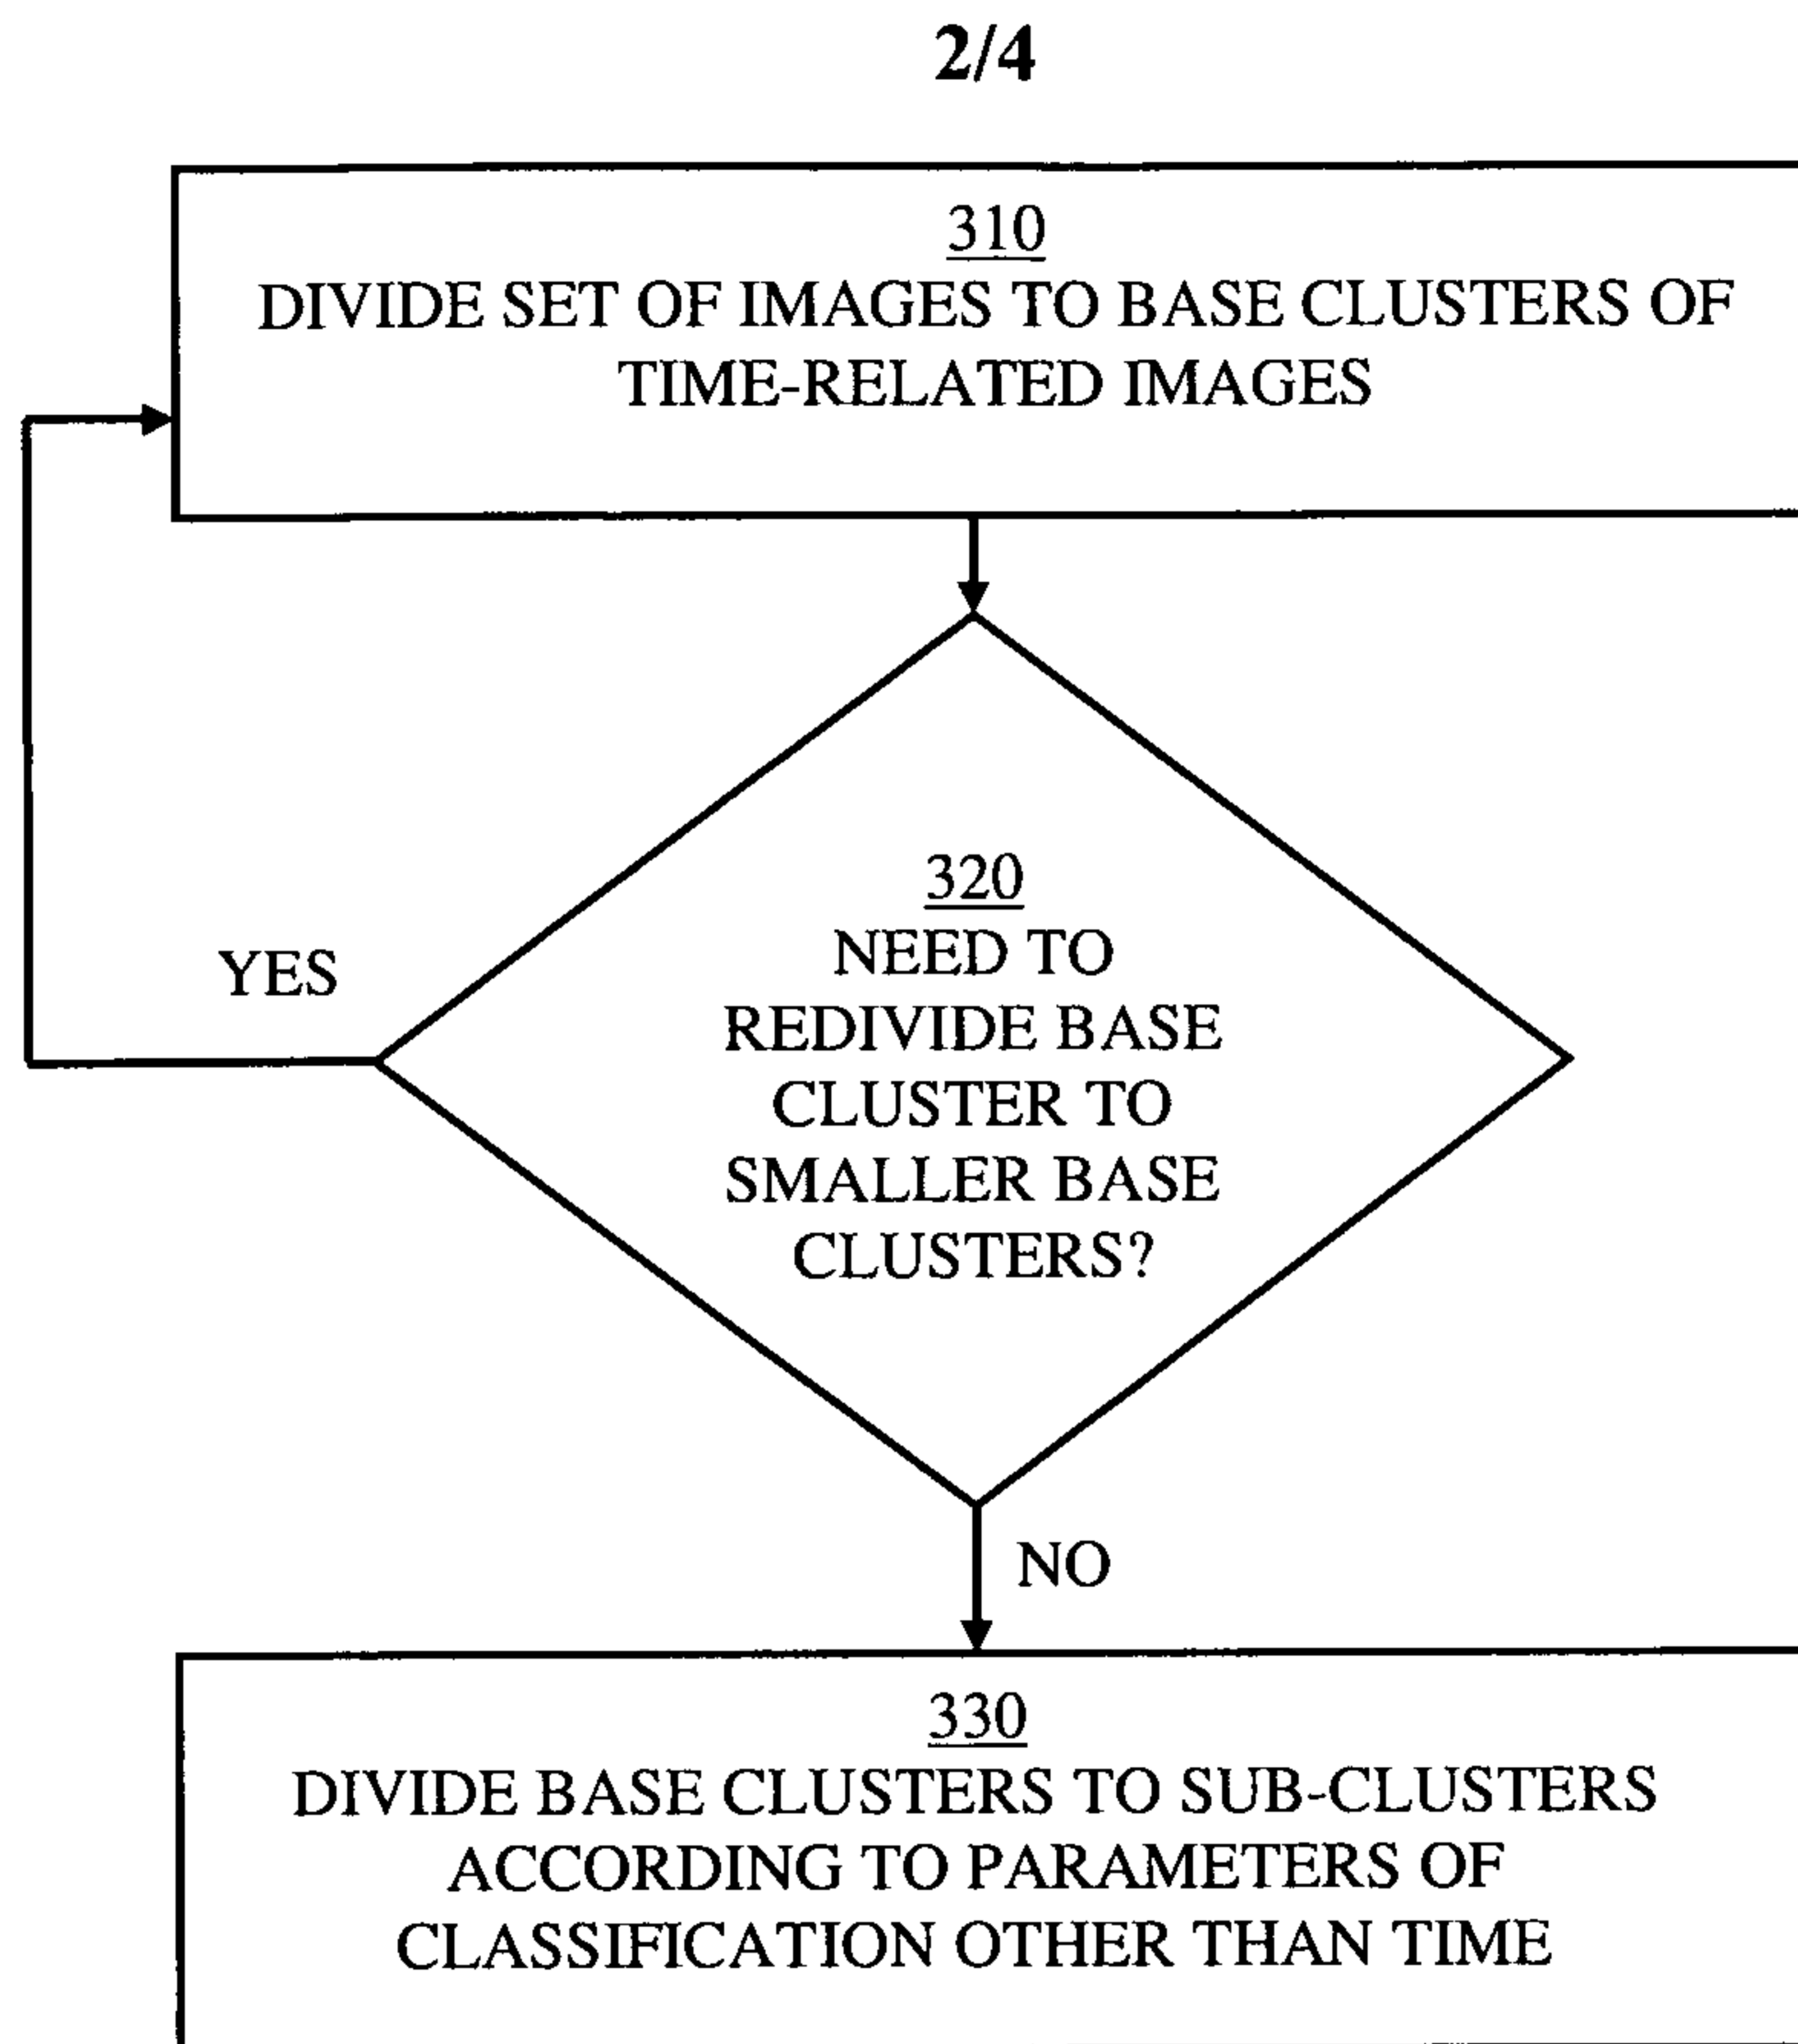 2/4
310
DIVIDE SET OF IMAGES TO BASE CLUSTERS OF
TIME-RELATED IMAGES
320
NEED TO
REDIVIDE BASE
CLUSTER TO
SMALLER BASE
CLUSTERS?
YES
NO
330
DIVIDE BASE CLUSTERS TO SUB-CLUSTERS
ACCORDING TO PARAMETERS OF
CLASSIFICATION OTHER THAN TIME